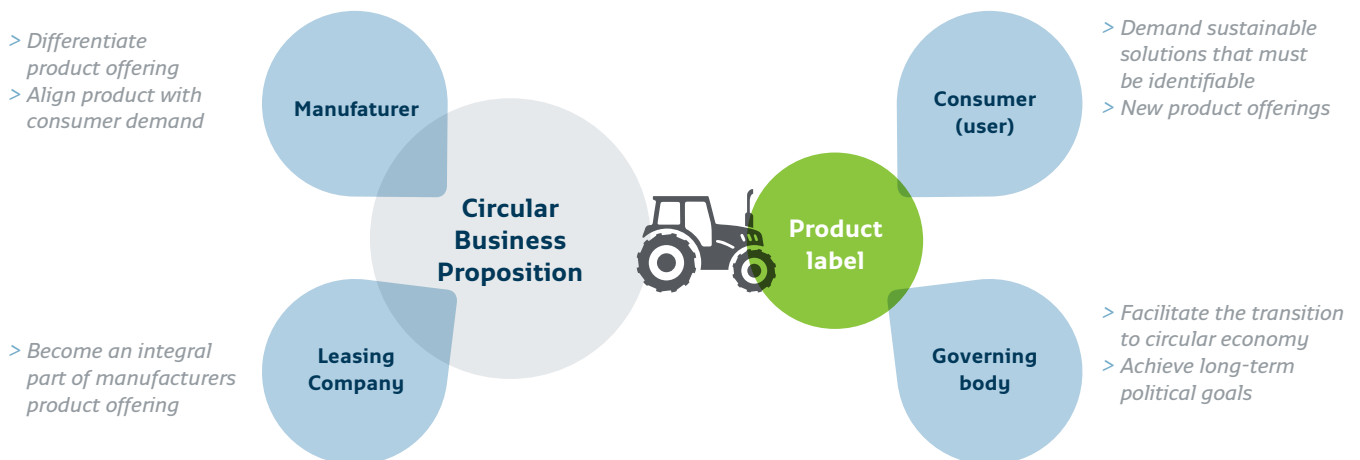 > Differentiate
product offering
> Align product with
consumer demand
Manufaturer
Circular
Business
Proposition
> Become an integral
part of manufacturers
product offering
Leasing
Company
Product
label
Consumer
(user)
> Demand sustainable
solutions that must
be identifiable
> New product offerings
Governing
body
> Facilitate the transition
to circular economy
> Achieve long-term
political goals